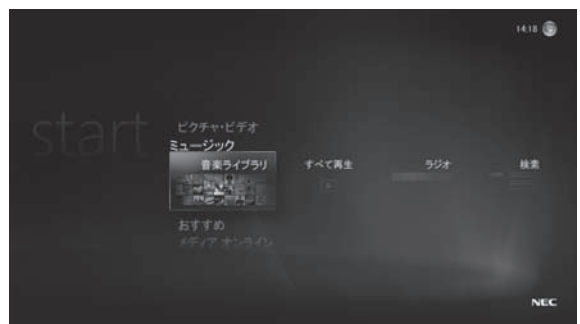 14:18
start
ピクチャ・ビデオ
ミュージック
音楽ライブラリ すべて再生 ラジオ 検索
おすすめ
メディア オンライン
NEC